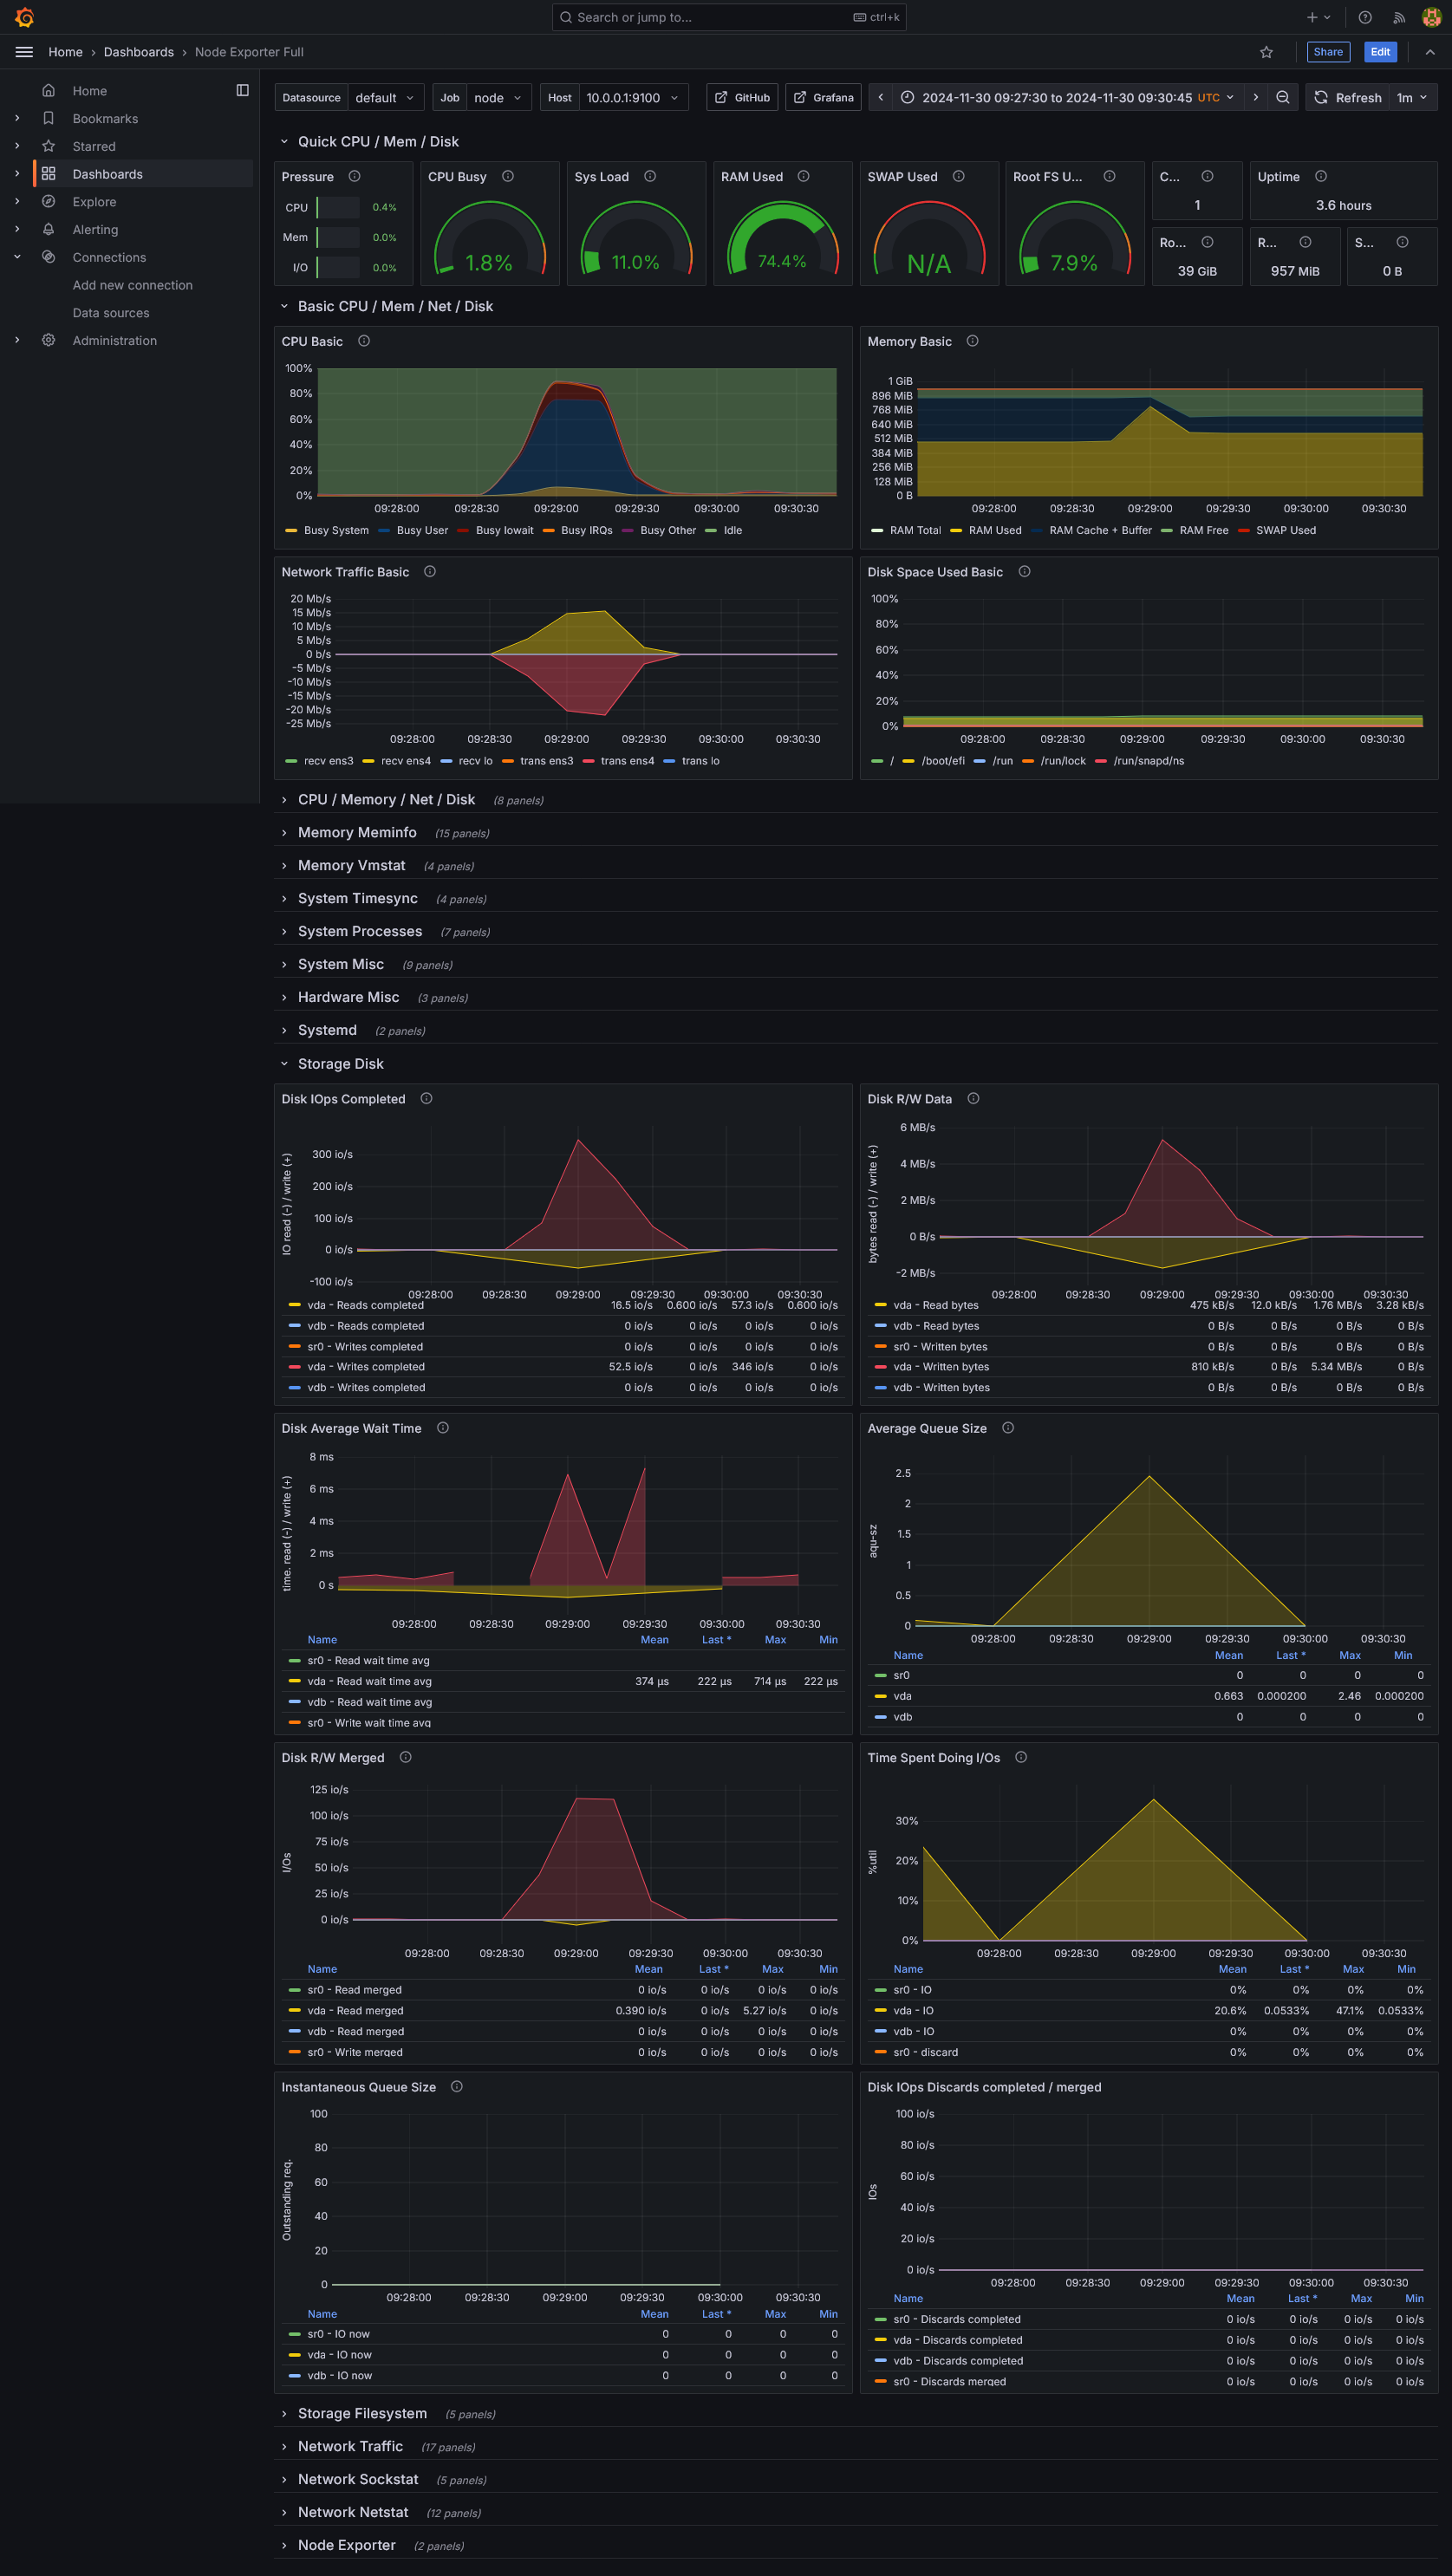 Search or jump to...
ctrl+k
Home › Dashboards › Node Exporter Full
Share
Edit
Home
Bookmarks
Starred
Dashboards
Explore
Alerting
Connections
Add new connection
Data sources
Administration
Datasource default Job node Host 10.0.0.1:9100 GitHub Grafana 2024-11-30 09:27:30 to 2024-11-30 09:30:45 UTC Refresh 1m
Quick CPU / Mem / Disk
Pressure
CPU 0.4%
Mem 0.0%
I/O 0.0%
CPU Busy
1.8%
Sys Load
11.0%
RAM Used
74.4%
SWAP Used
N/A
Root FS U...
7.9%
C...
1
Uptime
3.6 hours
Ro...
39 GiB
R...
957 MiB
S...
0 B
Basic CPU / Mem / Net / Disk
CPU Basic
100%
80%
60%
40%
20%
0%
09:28:00 09:28:30 09:29:00 09:29:30 09:30:00 09:30:30
Busy System Busy User Busy Iowait Busy IRQs Busy Other Idle
Memory Basic
1 GiB
896 MiB
768 MiB
640 MiB
512 MiB
384 MiB
256 MiB
128 MiB
0 B
09:28:00 09:28:30 09:29:00 09:29:30 09:30:00 09:30:30
RAM Total RAM Used RAM Cache + Buffer RAM Free SWAP Used
Network Traffic Basic
20 Mb/s
15 Mb/s
10 Mb/s
5 Mb/s
0 b/s
-5 Mb/s
-10 Mb/s
-15 Mb/s
-20 Mb/s
-25 Mb/s
09:28:00 09:28:30 09:29:00 09:29:30 09:30:00 09:30:30
recv ens3 recv ens4 recv lo trans ens3 trans ens4 trans lo
Disk Space Used Basic
100%
80%
60%
40%
20%
0%
09:28:00 09:28:30 09:29:00 09:29:30 09:30:00 09:30:30
/ /boot/efi /run /run/lock /run/snapd/ns
CPU / Memory / Net / Disk (8 panels)
Memory Meminfo (15 panels)
Memory Vmstat (4 panels)
System Timesync (4 panels)
System Processes (7 panels)
System Misc (9 panels)
Hardware Misc (3 panels)
Systemd (2 panels)
Storage Disk
Disk IOps Completed
IO read (-) / write (+)
300 io/s
200 io/s
100 io/s
0 io/s
-100 io/s
09:28:00 09:28:30 09:29:00 09:29:30 09:30:00 09:30:30
vda - Reads completed 16.5 io/s 0.600 io/s 57.3 io/s 0.600 io/s
vdb - Reads completed 0 io/s 0 io/s 0 io/s 0 io/s
sr0 - Writes completed 0 io/s 0 io/s 0 io/s 0 io/s
vda - Writes completed 52.5 io/s 0 io/s 346 io/s 0 io/s
vdb - Writes completed 0 io/s 0 io/s 0 io/s 0 io/s
Disk R/W Data
bytes read (-) / write (+)
6 MB/s
4 MB/s
2 MB/s
0 B/s
-2 MB/s
09:28:00 09:28:30 09:29:00 09:29:30 09:30:00 09:30:30
vda - Read bytes 475 kB/s 12.0 kB/s 1.76 MB/s 3.28 kB/s
vdb - Read bytes 0 B/s 0 B/s 0 B/s 0 B/s
sr0 - Written bytes 0 B/s 0 B/s 0 B/s 0 B/s
vda - Written bytes 810 kB/s 0 B/s 5.34 MB/s 0 B/s
vdb - Written bytes 0 B/s 0 B/s 0 B/s 0 B/s
Disk Average Wait Time
time. read (-) / write (+)
8 ms
6 ms
4 ms
2 ms
0 s
09:28:00 09:28:30 09:29:00 09:29:30 09:30:00 09:30:30
Name Mean Last * Max Min
sr0 - Read wait time avg
vda - Read wait time avg 374 µs 222 µs 714 µs 222 µs
vdb - Read wait time avg
sr0 - Write wait time avg
Average Queue Size
aqu-sz
2.5
2
1.5
1
0.5
0
09:28:00 09:28:30 09:29:00 09:29:30 09:30:00 09:30:30
Name Mean Last * Max Min
sr0 0 0 0 0
vda 0.663 0.000200 2.46 0.000200
vdb 0 0 0 0
Disk R/W Merged
I/Os
125 io/s
100 io/s
75 io/s
50 io/s
25 io/s
0 io/s
09:28:00 09:28:30 09:29:00 09:29:30 09:30:00 09:30:30
Name Mean Last * Max Min
sr0 - Read merged 0 io/s 0 io/s 0 io/s 0 io/s
vda - Read merged 0.390 io/s 0 io/s 5.27 io/s 0 io/s
vdb - Read merged 0 io/s 0 io/s 0 io/s 0 io/s
sr0 - Write merged 0 io/s 0 io/s 0 io/s 0 io/s
Time Spent Doing I/Os
%util
30%
20%
10%
0%
09:28:00 09:28:30 09:29:00 09:29:30 09:30:00 09:30:30
Name Mean Last * Max Min
sr0 - IO 0% 0% 0% 0%
vda - IO 20.6% 0.0533% 47.1% 0.0533%
vdb - IO 0% 0% 0% 0%
sr0 - discard 0% 0% 0% 0%
Instantaneous Queue Size
Outstanding req.
100
80
60
40
20
0
09:28:00 09:28:30 09:29:00 09:29:30 09:30:00 09:30:30
Name Mean Last * Max Min
sr0 - IO now 0 0 0 0
vda - IO now 0 0 0 0
vdb - IO now 0 0 0 0
Disk IOps Discards completed / merged
IOs
100 io/s
80 io/s
60 io/s
40 io/s
20 io/s
0 io/s
09:28:00 09:28:30 09:29:00 09:29:30 09:30:00 09:30:30
Name Mean Last * Max Min
sr0 - Discards completed 0 io/s 0 io/s 0 io/s 0 io/s
vda - Discards completed 0 io/s 0 io/s 0 io/s 0 io/s
vdb - Discards completed 0 io/s 0 io/s 0 io/s 0 io/s
sr0 - Discards merged 0 io/s 0 io/s 0 io/s 0 io/s
Storage Filesystem (5 panels)
Network Traffic (17 panels)
Network Sockstat (5 panels)
Network Netstat (12 panels)
Node Exporter (2 panels)